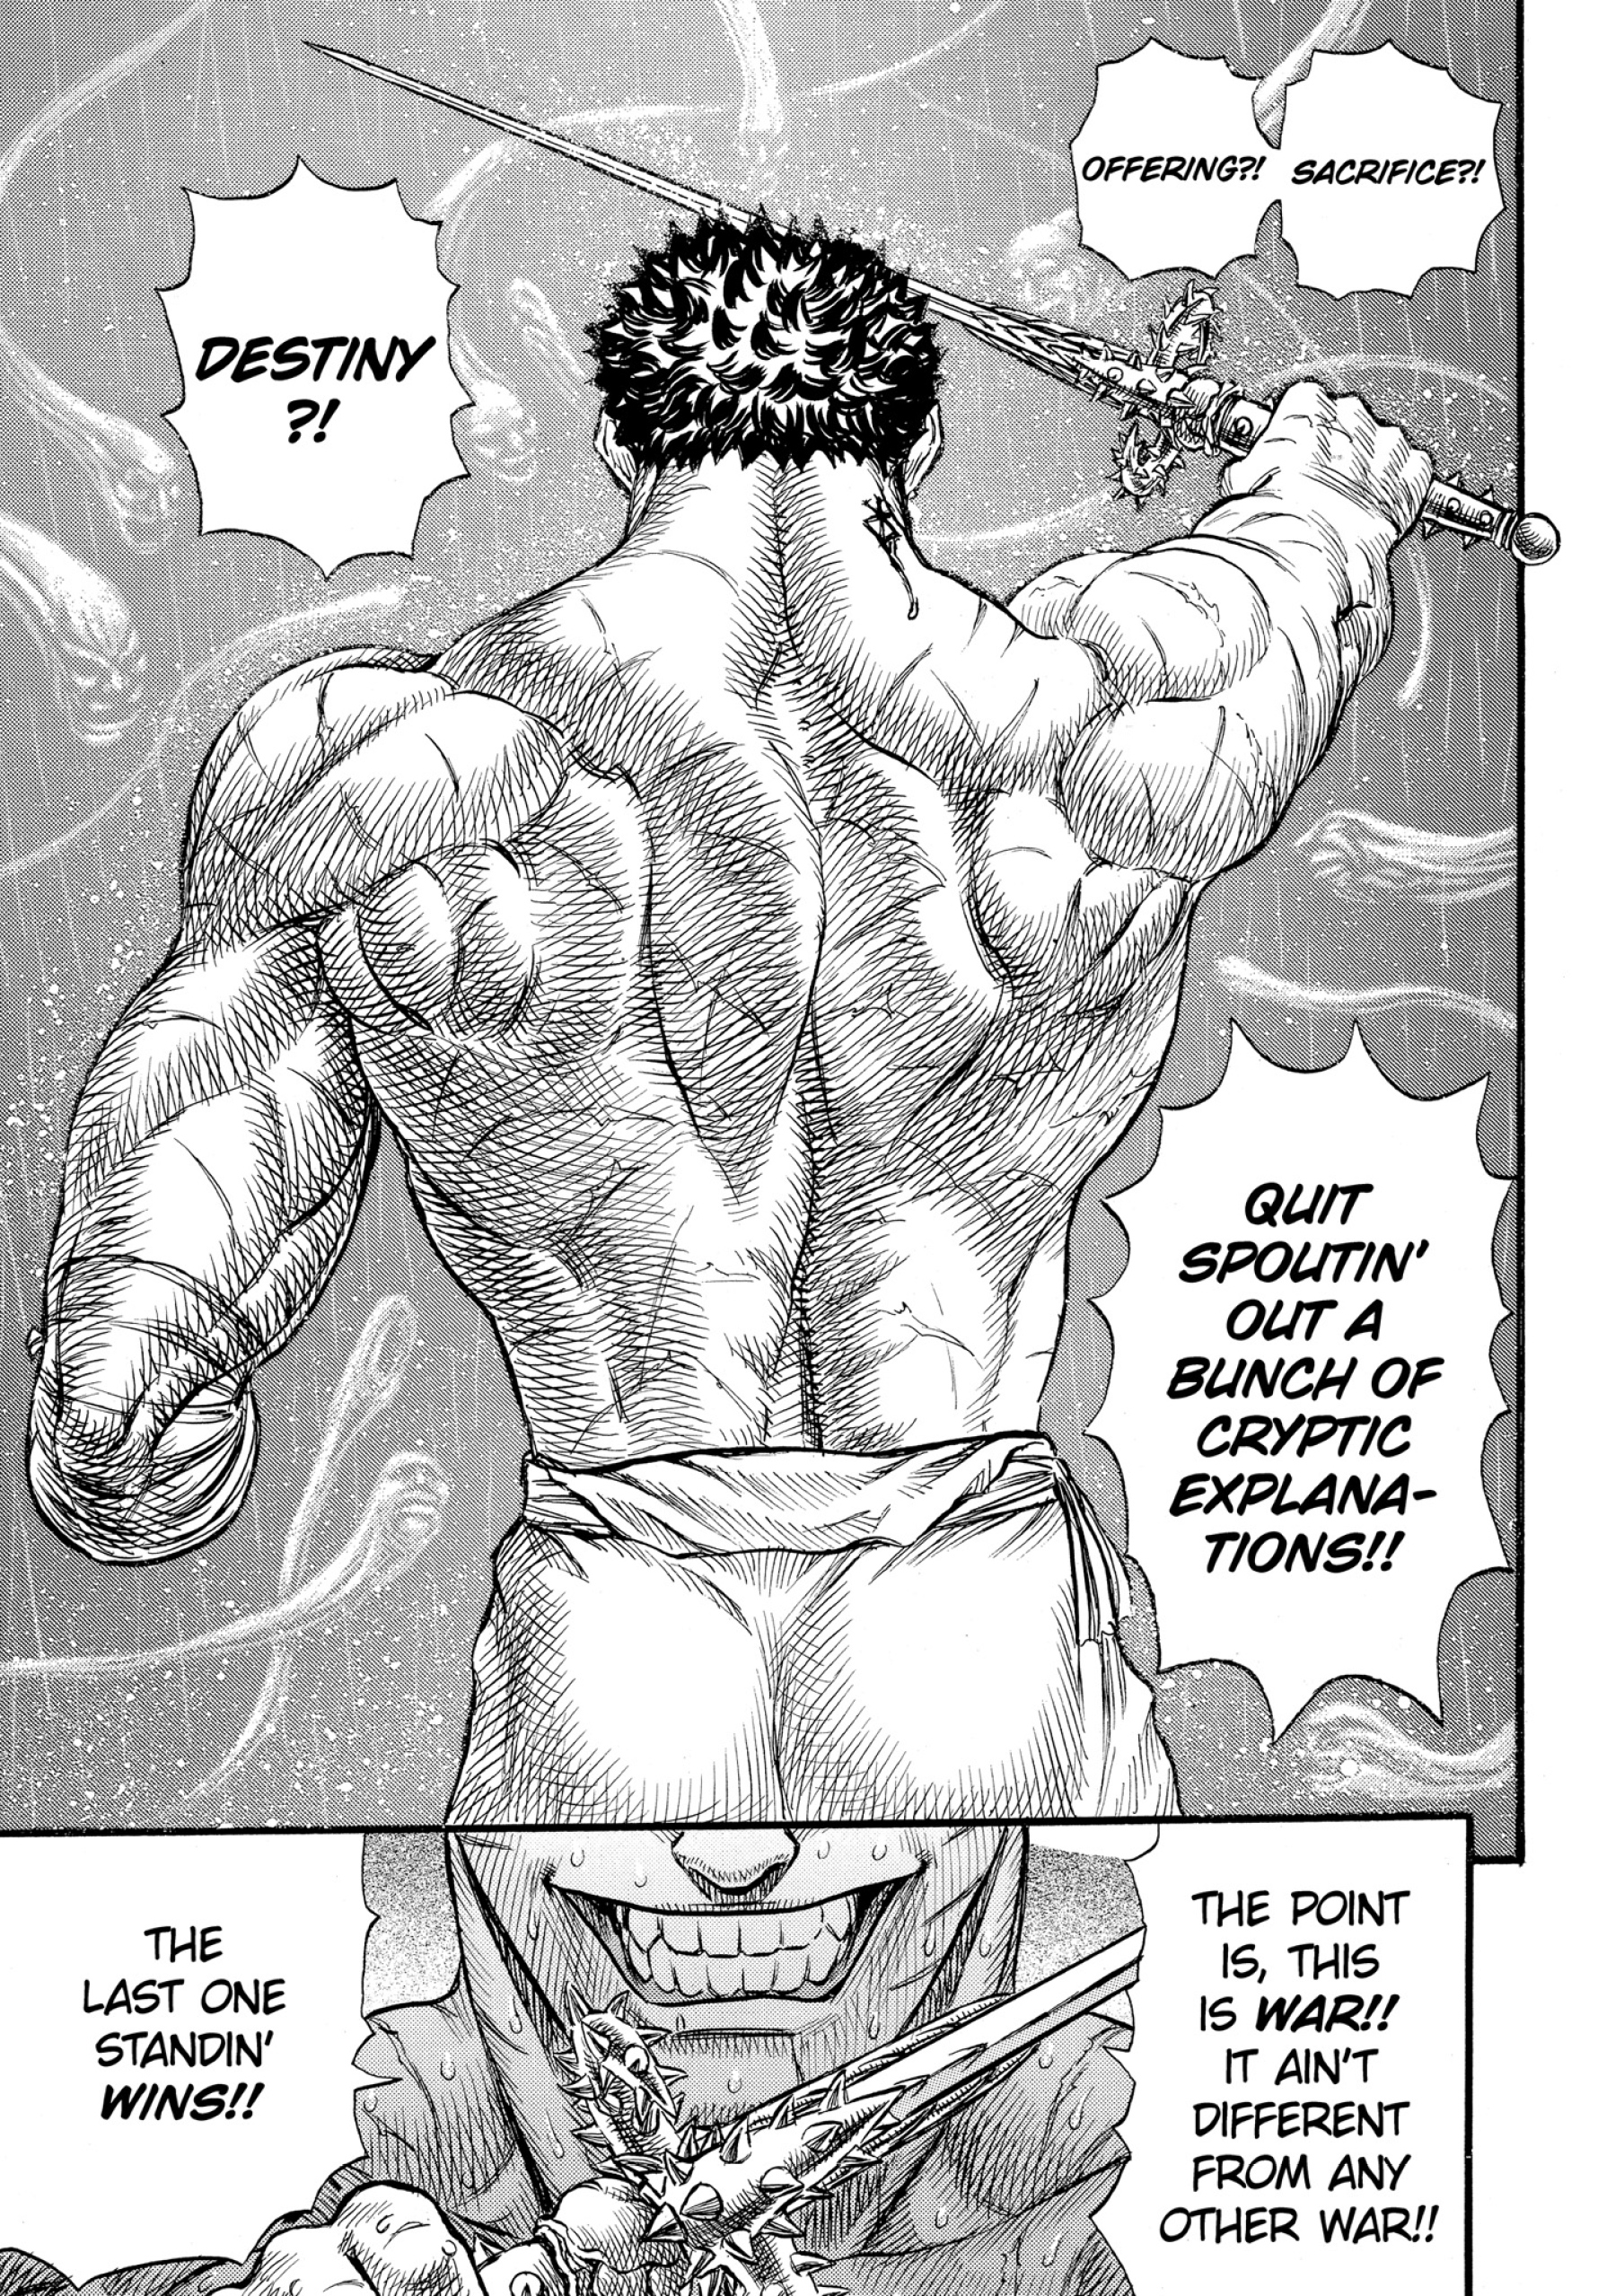 SACRIFICE?!
OFFERING?!
DESTINY
?!
QUIT
SPOUTIN'
OUT A
BUNCH OF
CRYPTIC
EXPLANA-
TIONS!!
THE POINT
IS, THIS
IS WAR!!
IT AIN'T
DIFFERENT
FROM ANY
OTHER WAR!!
THE
LAST ONE
STANDIN'
WINS!!